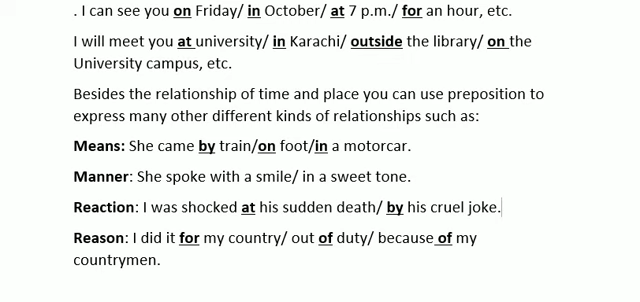 . I can see you on Friday/ in October/ at 7 p.m./ for an hour, etc.
I will meet you at university/ in Karachi/ outside the library/ on the
University campus, etc.
Besides the relationship of time and place you can use preposition to
express many other different kinds of relationships such as:
Means: She came by train/on foot/in a motorcar.
Manner: She spoke with a smile/ in a sweet tone.
Reaction: I was shocked at his sudden death/ by his cruel joke.
Reason: I did it for my country/ out of duty/ because of my
countrymen.